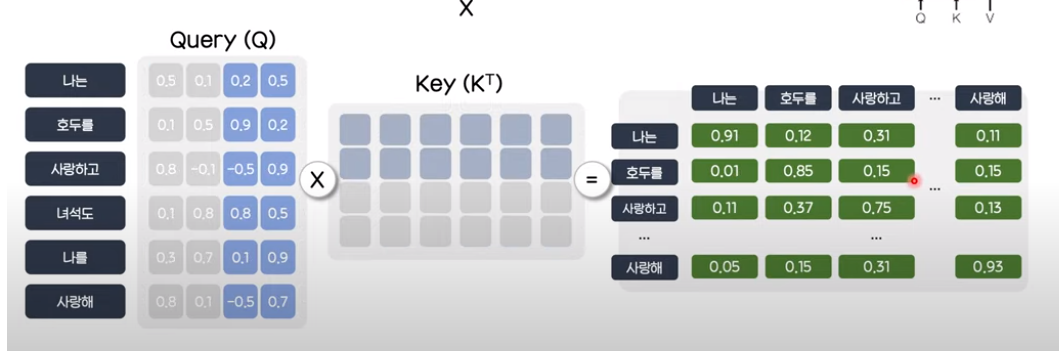 X
Q K V
Query (Q)
나는 0.5 0.1 0.2 0.5
호두를 0.1 0.5 0.9 0.2
사랑하고 0.8 -0.1 -0.5 0.9
녀석도 0.1 0.8 0.8 0.5
나를 0.3 0.7 0.1 0.9
사랑해 0.8 0.1 -0.5 0.7
X
Key (Kᵀ)
=
나는 호두를 사랑하고 ... 사랑해
나는 0.91 0.12 0.31 0.11
호두를 0.01 0.85 0.15 ... 0.15
사랑하고 0.11 0.37 0.75 0.13
... ...
사랑해 0.05 0.15 0.31 0.93